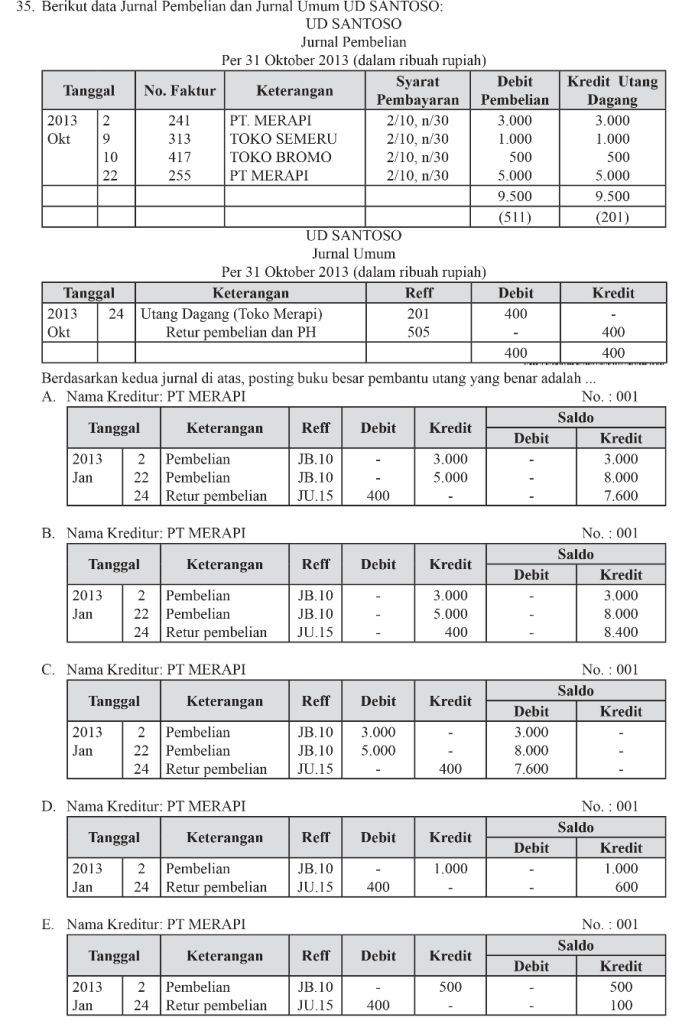 35. Berikut data Jurnal Pembelian dan Jurnal Umum UD SANTOSO:
UD SANTOSO
Jurnal Pembelian
Per 31 Oktober 2013 (dalam ribuah rupiah)
Tanggal No. Faktur Keterangan Syarat Pembayaran Debit Pembelian Kredit Utang Dagang
2013 2 241 PT. MERAPI 2/10, n/30 3.000 3.000
Okt 9 313 TOKO SEMERU 2/10, n/30 1.000 1.000
10 417 TOKO BROMO 2/10, n/30 500 500
22 255 PT MERAPI 2/10, n/30 5.000 5.000
9.500 9.500
(511) (201)
UD SANTOSO
Jurnal Umum
Per 31 Oktober 2013 (dalam ribuah rupiah)
Tanggal Keterangan Reff Debit Kredit
2013 24 Utang Dagang (Toko Merapi) 201 400 -
Okt Retur pembelian dan PH 505 - 400
400 400
Berdasarkan kedua jurnal di atas, posting buku besar pembantu utang yang benar adalah ...
A. Nama Kreditur: PT MERAPI No. : 001
Tanggal Keterangan Reff Debit Kredit Saldo
Debit Kredit
2013 2 Pembelian JB.10 - 3.000 - 3.000
Jan 22 Pembelian JB.10 - 5.000 - 8.000
24 Retur pembelian JU.15 400 - - 7.600
B. Nama Kreditur: PT MERAPI No. : 001
Tanggal Keterangan Reff Debit Kredit Saldo
Debit Kredit
2013 2 Pembelian JB.10 - 3.000 - 3.000
Jan 22 Pembelian JB.10 - 5.000 - 8.000
24 Retur pembelian JU.15 - 400 - 8.400
C. Nama Kreditur: PT MERAPI No. : 001
Tanggal Keterangan Reff Debit Kredit Saldo
Debit Kredit
2013 2 Pembelian JB.10 3.000 - 3.000 -
Jan 22 Pembelian JB.10 5.000 - 8.000 -
24 Retur pembelian JU.15 - 400 7.600 -
D. Nama Kreditur: PT MERAPI No. : 001
Tanggal Keterangan Reff Debit Kredit Saldo
Debit Kredit
2013 2 Pembelian JB.10 - 1.000 - 1.000
Jan 24 Retur pembelian JU.15 400 - - 600
E. Nama Kreditur: PT MERAPI No. : 001
Tanggal Keterangan Reff Debit Kredit Saldo
Debit Kredit
2013 2 Pembelian JB.10 - 500 - 500
Jan 24 Retur pembelian JU.15 400 - - 100